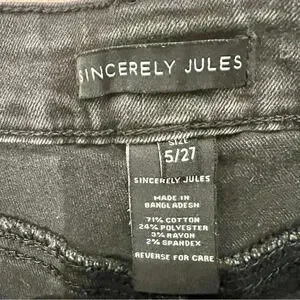 SINCERELY JULES
SIZE
5/27
SINCERELY JULES
MADE IN
BANGLADESH
71% COTTON
24% POLYESTER
3% RAYON
2% SPANDEX
REVERSE FOR CARE